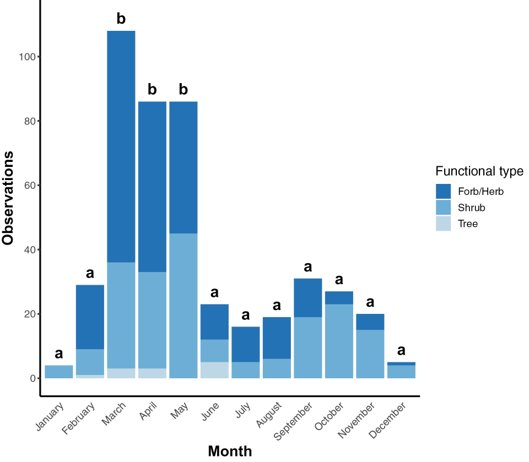 b
b
b
a
a
a
a
a
a
a
a
a
100
80
60
40
20
0
Observations
January
February
March
April
May
June
July
August
September
October
November
December
Month
Functional type
Forb/Herb
Shrub
Tree